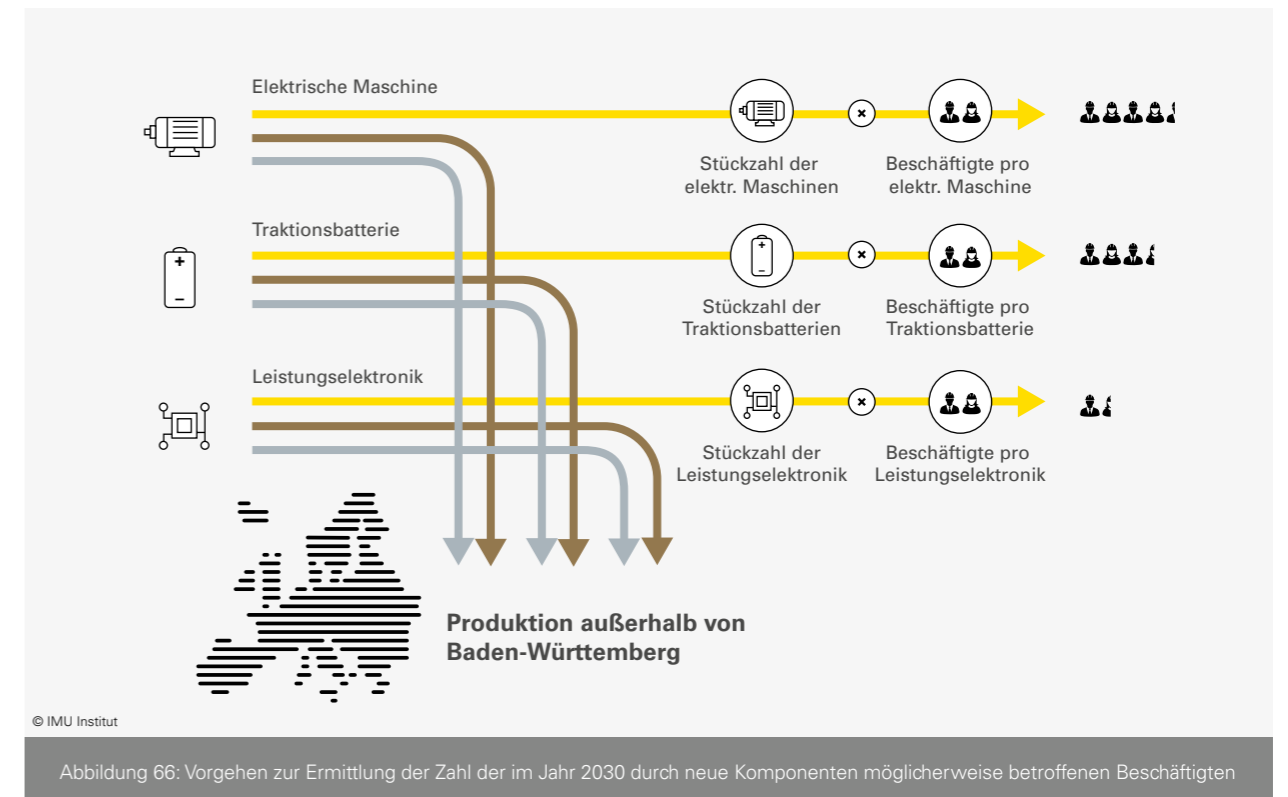 Elektrische Maschine
Stückzahl der
elektr. Maschinen
Beschäftigte pro
elektr. Maschine
Traktionsbatterie
Stückzahl der
Traktionsbatterien
Beschäftigte pro
Traktionsbatterie
Leistungselektronik
Stückzahl der
Leistungselektronik
Beschäftigte pro
Leistungselektronik
Produktion außerhalb von
Baden-Württemberg
© IMU Institut
Abbildung 66: Vorgehen zur Ermittlung der Zahl der im Jahr 2030 durch neue Komponenten möglicherweise betroffenen Beschäftigten